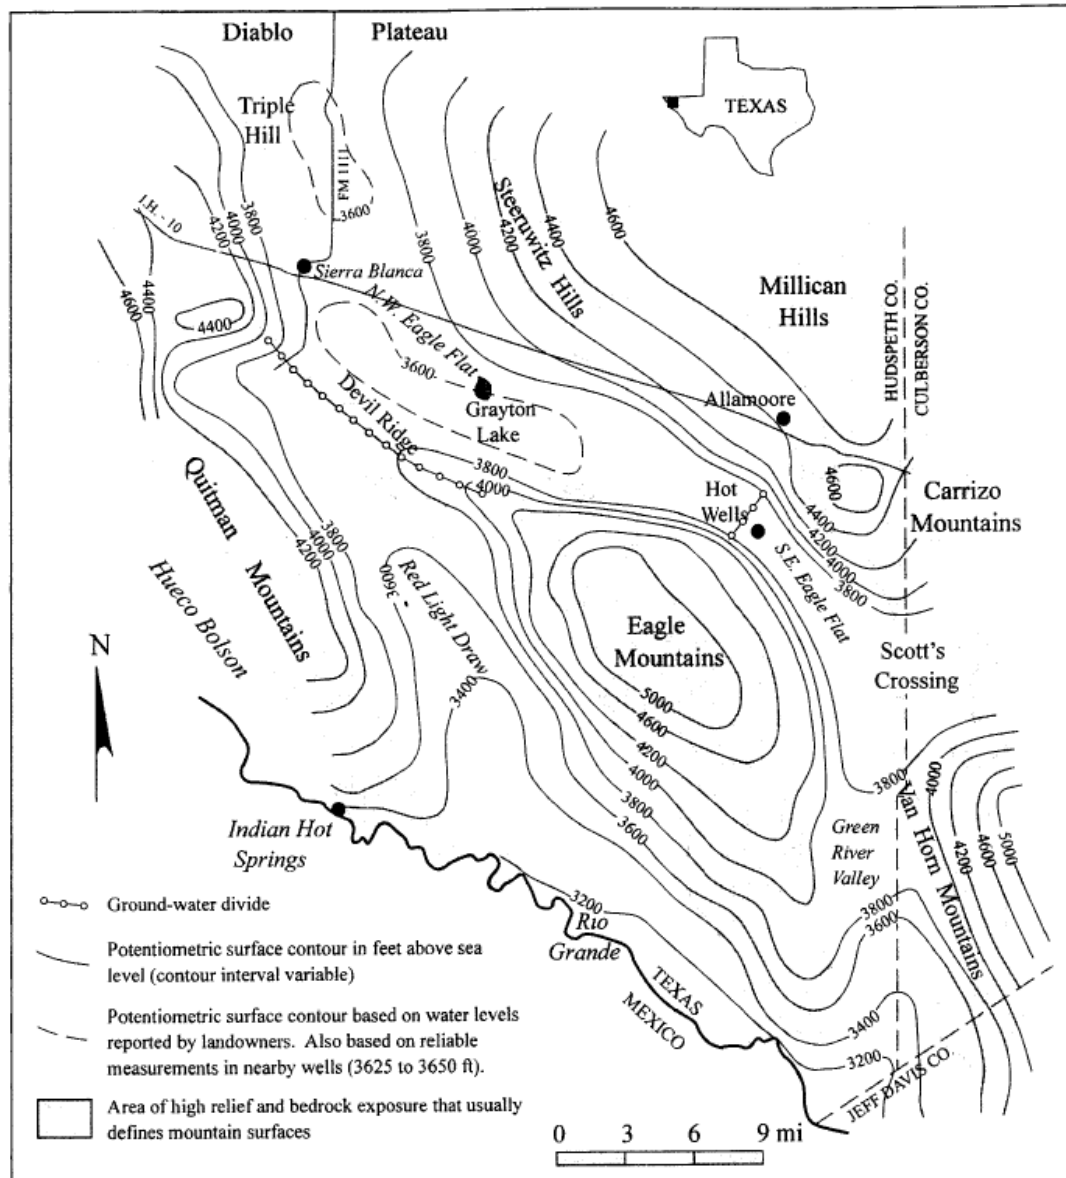 Diablo Plateau
Triple
Hill
TEXAS
FM 1111
3600
I.H. - 10
4200
4000
3800
3800
4000
4200
4400
4600
Steeruwitz
Hills
Sierra Blanca
N.W. Eagle Flat
Millican
Hills
HUDSPETH CO.
CULBERSON CO.
4600
4400
4400
3600
Devil Ridge
Grayton
Lake
Allamoore
3800
4000
4600
Hot
Wells
Carrizo
Mountains
4400
4200
4000
3800
S.E. Eagle Flat
Quitman
Mountains
3800
4000
4200
Hueco Bolson
3600
Red Light Draw
3400
Eagle
Mountains
Scott's
Crossing
N
5000
4600
4200
4000
3800
3600
3800
4000
4200
4600
5000
Van Horn Mountains
Green
River
Valley
Indian Hot
Springs
3200
Rio
Grande
TEXAS
MEXICO
3800
3600
3400
3200
JEFF DAVIS CO.
Ground-water divide
Potentiometric surface contour in feet above sea
level (contour interval variable)
Potentiometric surface contour based on water levels
reported by landowners. Also based on reliable
measurements in nearby wells (3625 to 3650 ft).
Area of high relief and bedrock exposure that usually
defines mountain surfaces
0 3 6 9 mi